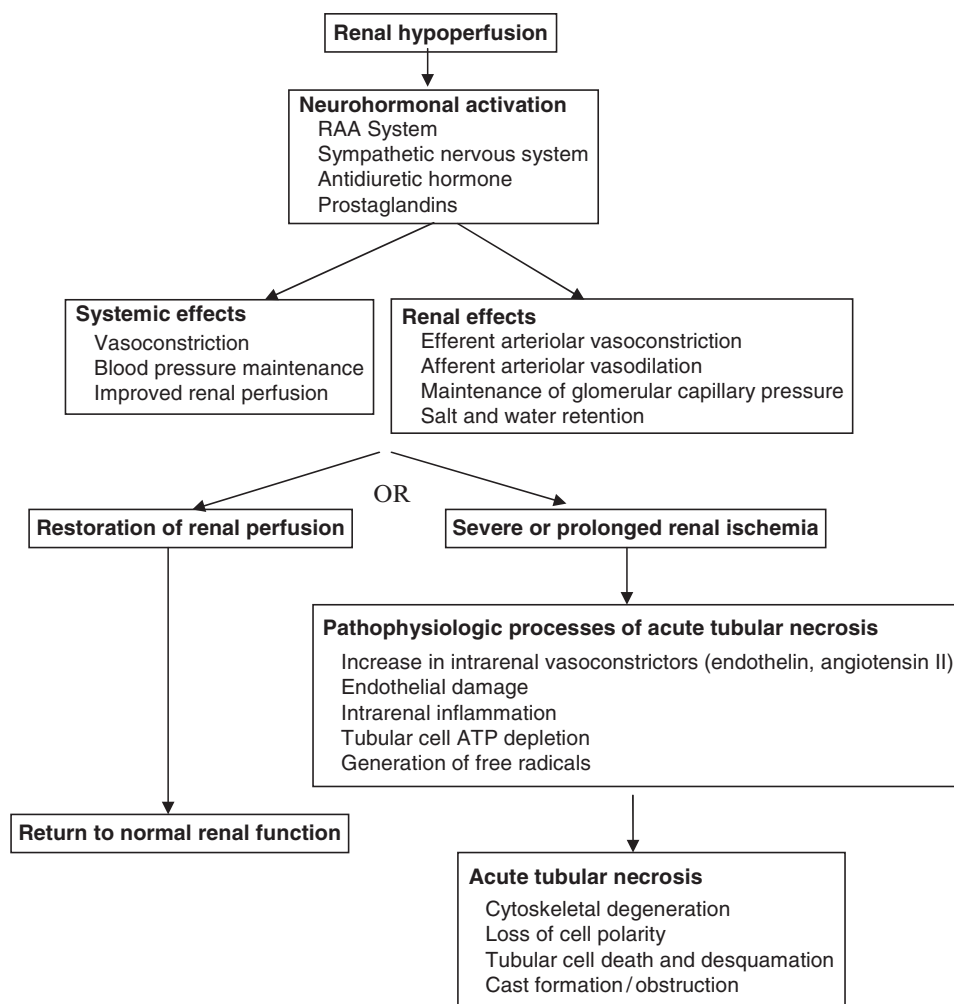 Renal hypoperfusion
Neurohormonal activation
RAA System
Sympathetic nervous system
Antidiuretic hormone
Prostaglandins
Systemic effects
Vasoconstriction
Blood pressure maintenance
Improved renal perfusion
Renal effects
Efferent arteriolar vasoconstriction
Afferent arteriolar vasodilation
Maintenance of glomerular capillary pressure
Salt and water retention
OR
Restoration of renal perfusion
Severe or prolonged renal ischemia
Pathophysiologic processes of acute tubular necrosis
Increase in intrarenal vasoconstrictors (endothelin, angiotensin II)
Endothelial damage
Intrarenal inflammation
Tubular cell ATP depletion
Generation of free radicals
Return to normal renal function
Acute tubular necrosis
Cytoskeletal degeneration
Loss of cell polarity
Tubular cell death and desquamation
Cast formation/obstruction